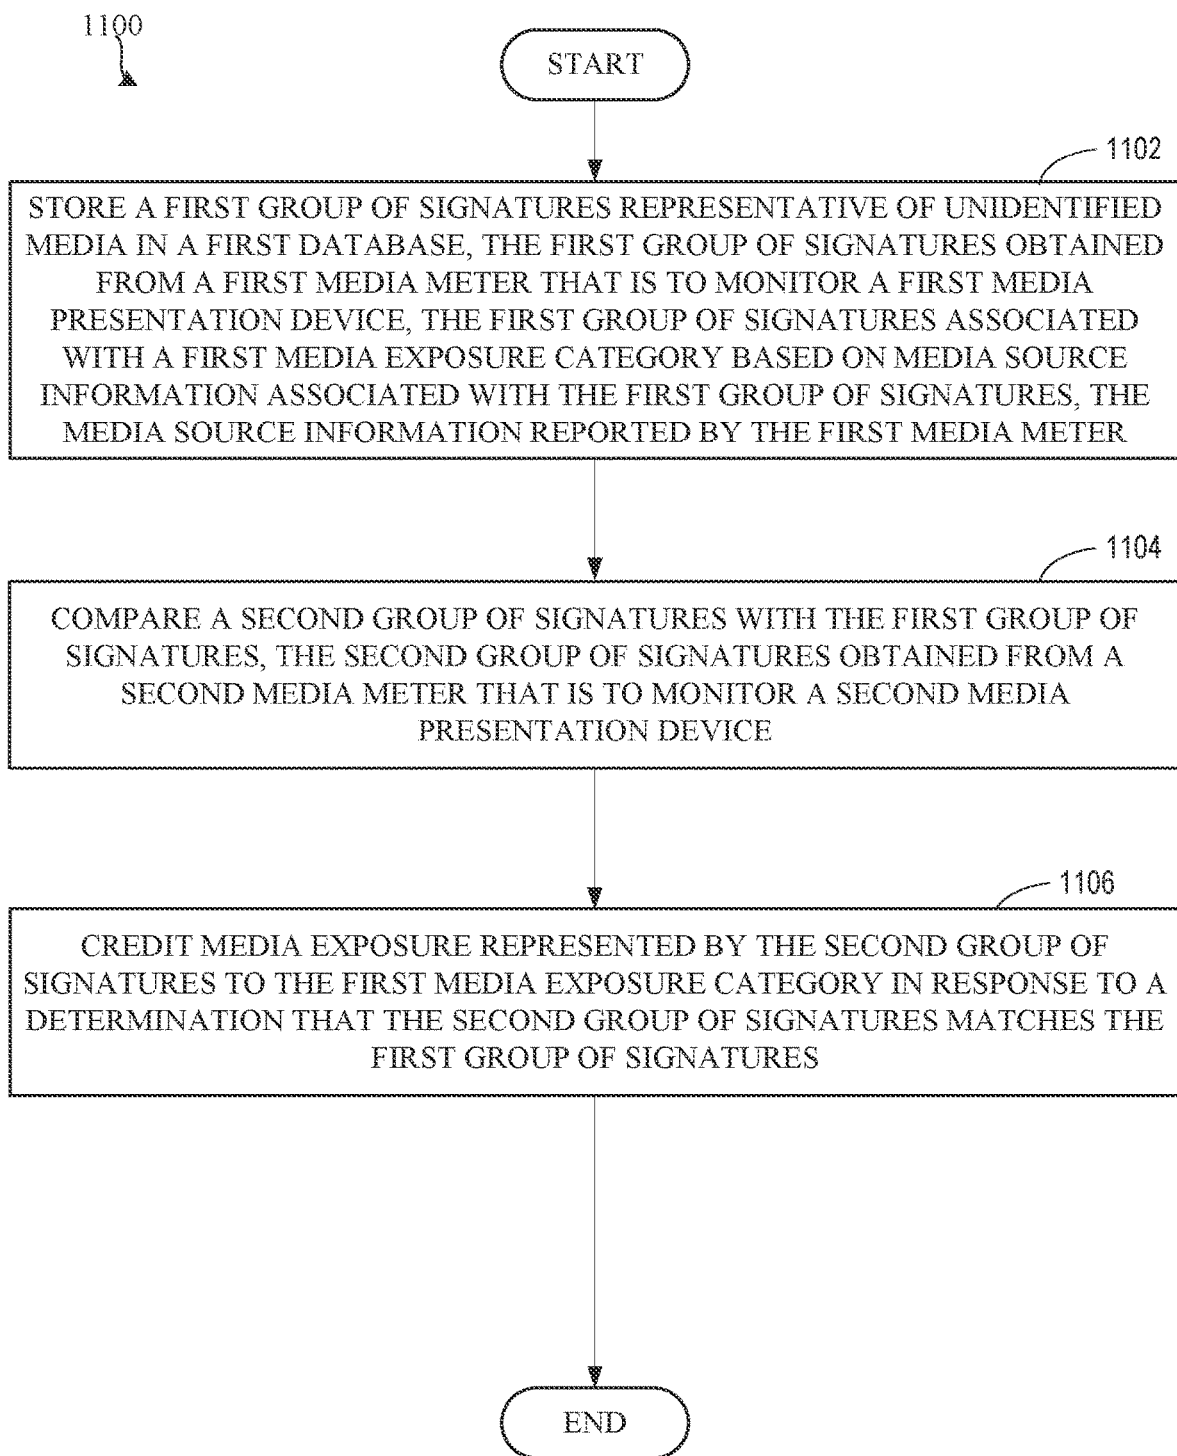 1100
START
1102
STORE A FIRST GROUP OF SIGNATURES REPRESENTATIVE OF UNIDENTIFIED
MEDIA IN A FIRST DATABASE, THE FIRST GROUP OF SIGNATURES OBTAINED
FROM A FIRST MEDIA METER THAT IS TO MONITOR A FIRST MEDIA
PRESENTATION DEVICE, THE FIRST GROUP OF SIGNATURES ASSOCIATED
WITH A FIRST MEDIA EXPOSURE CATEGORY BASED ON MEDIA SOURCE
INFORMATION ASSOCIATED WITH THE FIRST GROUP OF SIGNATURES, THE
MEDIA SOURCE INFORMATION REPORTED BY THE FIRST MEDIA METER
1104
COMPARE A SECOND GROUP OF SIGNATURES WITH THE FIRST GROUP OF
SIGNATURES, THE SECOND GROUP OF SIGNATURES OBTAINED FROM A
SECOND MEDIA METER THAT IS TO MONITOR A SECOND MEDIA
PRESENTATION DEVICE
1106
CREDIT MEDIA EXPOSURE REPRESENTED BY THE SECOND GROUP OF
SIGNATURES TO THE FIRST MEDIA EXPOSURE CATEGORY IN RESPONSE TO A
DETERMINATION THAT THE SECOND GROUP OF SIGNATURES MATCHES THE
FIRST GROUP OF SIGNATURES
END